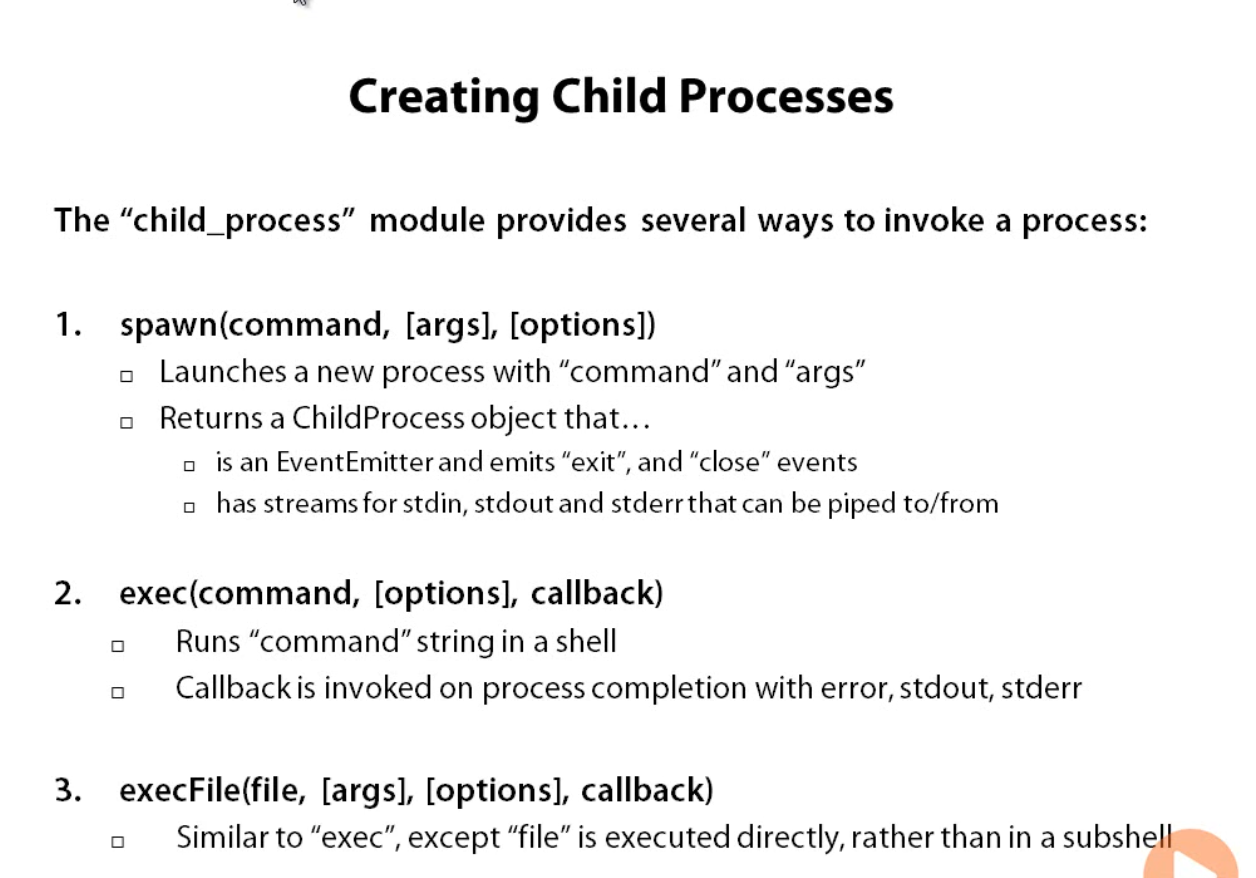 Creating Child Processes
The “child_process” module provides several ways to invoke a process:
1. spawn(command, [args], [options])
▫ Launches a new process with “command” and “args”
▫ Returns a ChildProcess object that…
▫ is an EventEmitter and emits “exit”, and “close” events
▫ has streams for stdin, stdout and stderr that can be piped to/from
2. exec(command, [options], callback)
▫ Runs “command” string in a shell
▫ Callback is invoked on process completion with error, stdout, stderr
3. execFile(file, [args], [options], callback)
▫ Similar to “exec”, except “file” is executed directly, rather than in a subshell